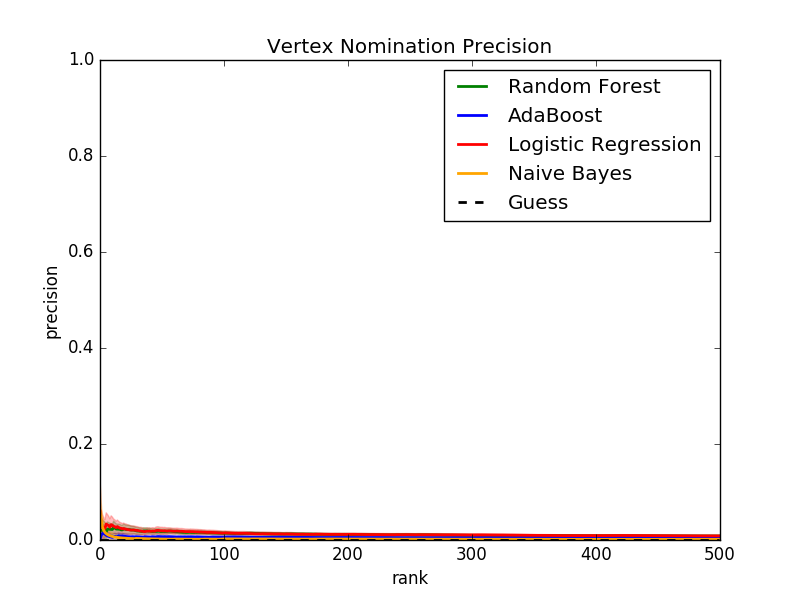 Vertex Nomination Precision
1.0
0.8
0.6
0.4
0.2
0.0
precision
Random Forest
AdaBoost
Logistic Regression
Naive Bayes
Guess
0
100
200
300
400
500
rank